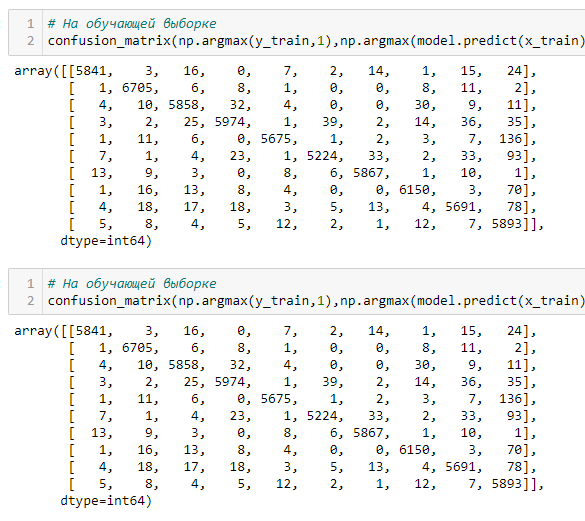 1 # На обучающей выборке
2 confusion_matrix(np.argmax(y_train,1),np.argmax(model.predict(x_train)
array([[5841, 3, 16, 0, 7, 2, 14, 1, 15, 24],
[ 1, 6705, 6, 8, 1, 0, 0, 8, 11, 2],
[ 4, 10, 5858, 32, 4, 0, 0, 30, 9, 11],
[ 3, 2, 25, 5974, 1, 39, 2, 14, 36, 35],
[ 1, 11, 6, 0, 5675, 1, 2, 3, 7, 136],
[ 7, 1, 4, 23, 1, 5224, 33, 2, 33, 93],
[ 13, 9, 3, 0, 8, 6, 5867, 1, 10, 1],
[ 1, 16, 13, 8, 4, 0, 0, 6150, 3, 70],
[ 4, 18, 17, 18, 3, 5, 13, 4, 5691, 78],
[ 5, 8, 4, 5, 12, 2, 1, 12, 7, 5893]],
dtype=int64)
1 # На обучающей выборке
2 confusion_matrix(np.argmax(y_train,1),np.argmax(model.predict(x_train)
array([[5841, 3, 16, 0, 7, 2, 14, 1, 15, 24],
[ 1, 6705, 6, 8, 1, 0, 0, 8, 11, 2],
[ 4, 10, 5858, 32, 4, 0, 0, 30, 9, 11],
[ 3, 2, 25, 5974, 1, 39, 2, 14, 36, 35],
[ 1, 11, 6, 0, 5675, 1, 2, 3, 7, 136],
[ 7, 1, 4, 23, 1, 5224, 33, 2, 33, 93],
[ 13, 9, 3, 0, 8, 6, 5867, 1, 10, 1],
[ 1, 16, 13, 8, 4, 0, 0, 6150, 3, 70],
[ 4, 18, 17, 18, 3, 5, 13, 4, 5691, 78],
[ 5, 8, 4, 5, 12, 2, 1, 12, 7, 5893]],
dtype=int64)